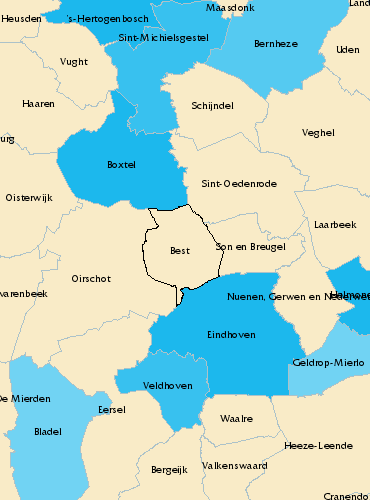 Maasdonk
Land
Heusden
's-Hertogenbosch
Sint-Michielsgestel
Bernheze
Uden
Vught
Haaren
Schijndel
Veghel
urg
Boxtel
Oisterwijk
Sint-Oedenrode
Laarbeek
Best
Son en Breugel
Oirschot
varenbeek
Nuenen, Gerwen en Nederwe
Helmond
Eindhoven
Geldrop-Mierlo
Veldhoven
De Mierden
Eersel
Bladel
Waalre
Heeze-Leende
Bergeijk
Valkenswaard
Cranendo